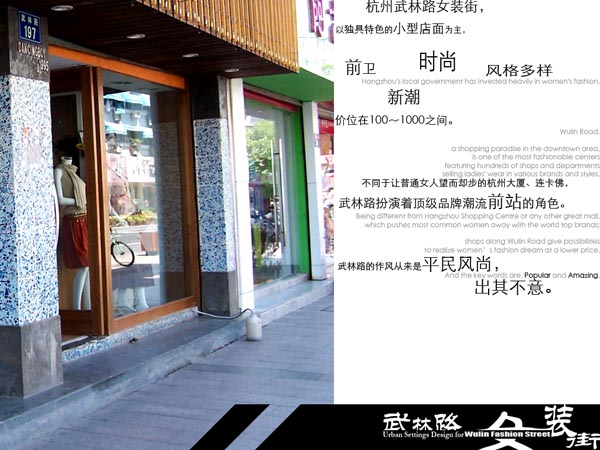 武林路
197
DANCING BULL
1995
杭州武林路女装街，
以独具特色的小型店面为主，
前卫 时尚 风格多样
Hangzhou's local government has invested heavily in women's fashion.
新潮
价位在100～1000之间。
Wulin Road,
a shopping paradise in the downtown area,
is one of the most fashionable centers
featuring hundreds of shops and departments
selling ladies' wear in various brands and styles.
不同于让普通女人望而却步的杭州大厦、连卡佛，
武林路扮演着顶级品牌潮流前站的角色。
Being different from Hangzhou Shopping Centre or any other great mall,
which pushes most common women away with the world top brands;
shops along Wulin Road give possibilities
to realize women's fashion dream at a lower price.
武林路的作风从来是平民风尚，
And the key words are, Popular and Amazing.
出其不意。
武林路 女装街
Urban Settings Design for Wulin Fashion Street